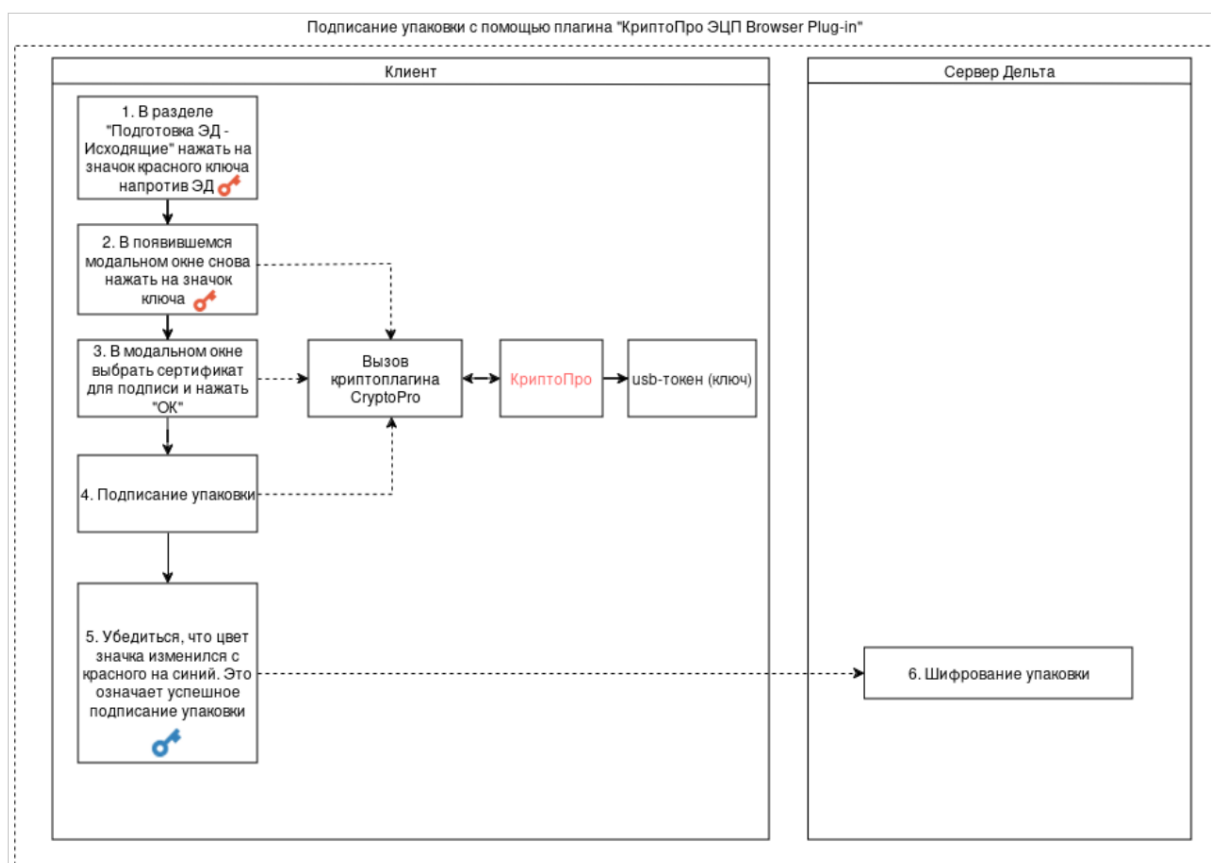 Подписание упаковки с помощью плагина "КриптоПро ЭЦП Browser Plug-in"
Клиент
Сервер Дельта
1. В разделе
"Подготовка ЭД -
Исходящие" нажать на
значок красного ключа
напротив ЭД
2. В появившемся
модальном окне снова
нажать на значок
ключа
3. В модальном окне
выбрать сертификат
для подписи и нажать
"ОК"
Вызов
криптоплагина
CryptoPro
КриптоПро
usb-токен (ключ)
4. Подписание упаковки
5. Убедиться, что цвет
значка изменился с
красного на синий. Это
означает успешное
подписание упаковки
6. Шифрование упаковки